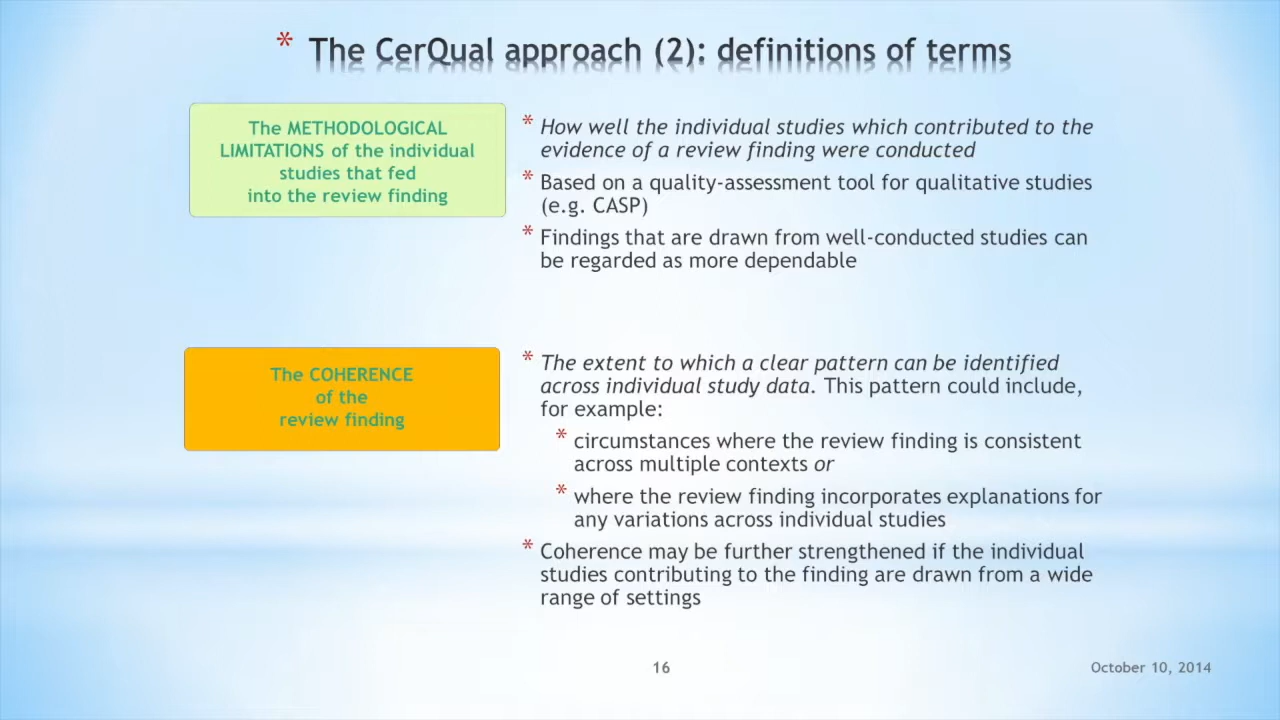 * The CerQual approach (2): definitions of terms
The METHODOLOGICAL
LIMITATIONS of the individual
studies that fed
into the review finding
* How well the individual studies which contributed to the
evidence of a review finding were conducted
* Based on a quality-assessment tool for qualitative studies
(e.g. CASP)
* Findings that are drawn from well-conducted studies can
be regarded as more dependable
The COHERENCE
of the
review finding
* The extent to which a clear pattern can be identified
across individual study data. This pattern could include,
for example:
* circumstances where the review finding is consistent
across multiple contexts or
* where the review finding incorporates explanations for
any variations across individual studies
* Coherence may be further strengthened if the individual
studies contributing to the finding are drawn from a wide
range of settings
16
October 10, 2014